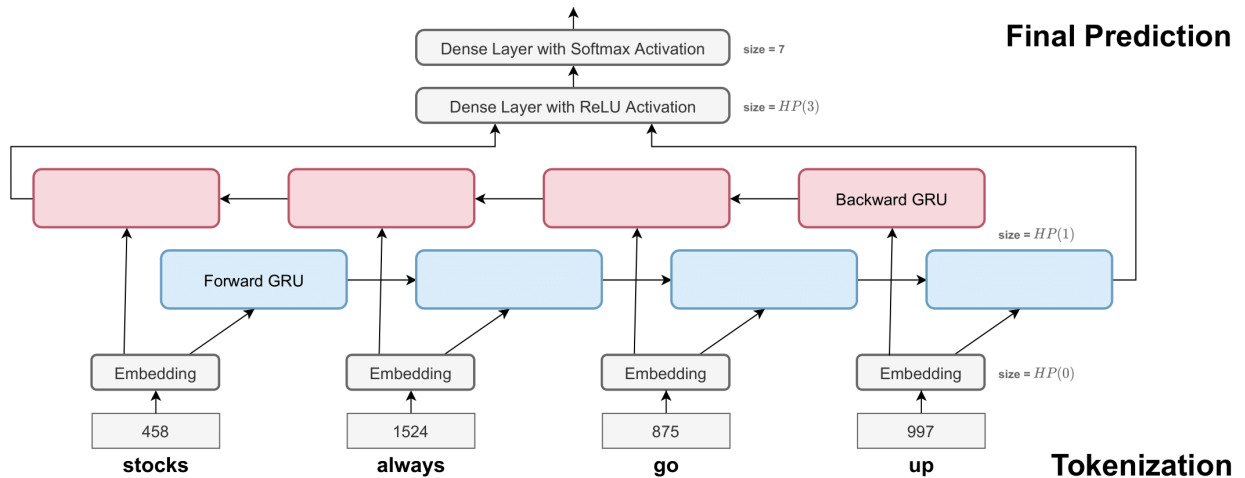 Final Prediction
Dense Layer with Softmax Activation size = 7
Dense Layer with ReLU Activation size = HP(3)
Backward GRU
size = HP(1)
Forward GRU
Embedding Embedding Embedding Embedding size = HP(0)
458 1524 875 997
stocks always go up
Tokenization